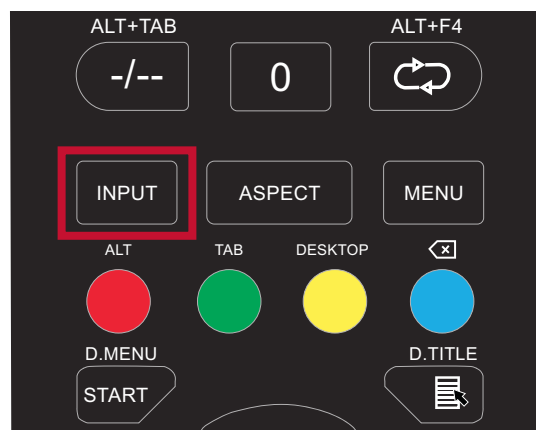 ALT+TAB ALT+F4
-/-- 0
INPUT ASPECT MENU
ALT TAB DESKTOP
D.MENU D.TITLE
START